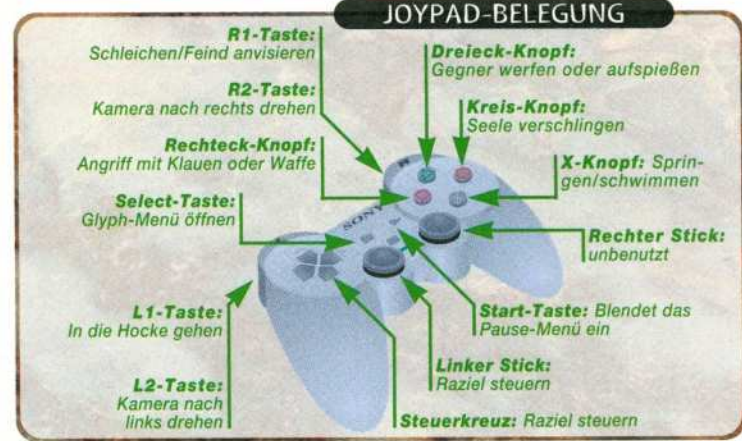 JOYPAD-BELEGUNG
R1-Taste:
Schleichen/Feind anvisieren
R2-Taste:
Kamera nach rechts drehen
Rechteck-Knopf:
Angriff mit Klauen oder Waffe
Select-Taste:
Glyph-Menü öffnen
L1-Taste:
In die Hocke gehen
L2-Taste:
Kamera nach
links drehen
Dreieck-Knopf:
Gegner werfen oder aufspießen
Kreis-Knopf:
Seele verschlingen
X-Knopf: Sprin-
gen/schwimmen
Rechter Stick:
unbenutzt
Start-Taste: Blendet das
Pause-Menü ein
Linker Stick:
Raziel steuern
Steuerkreuz: Raziel steuern
SONY